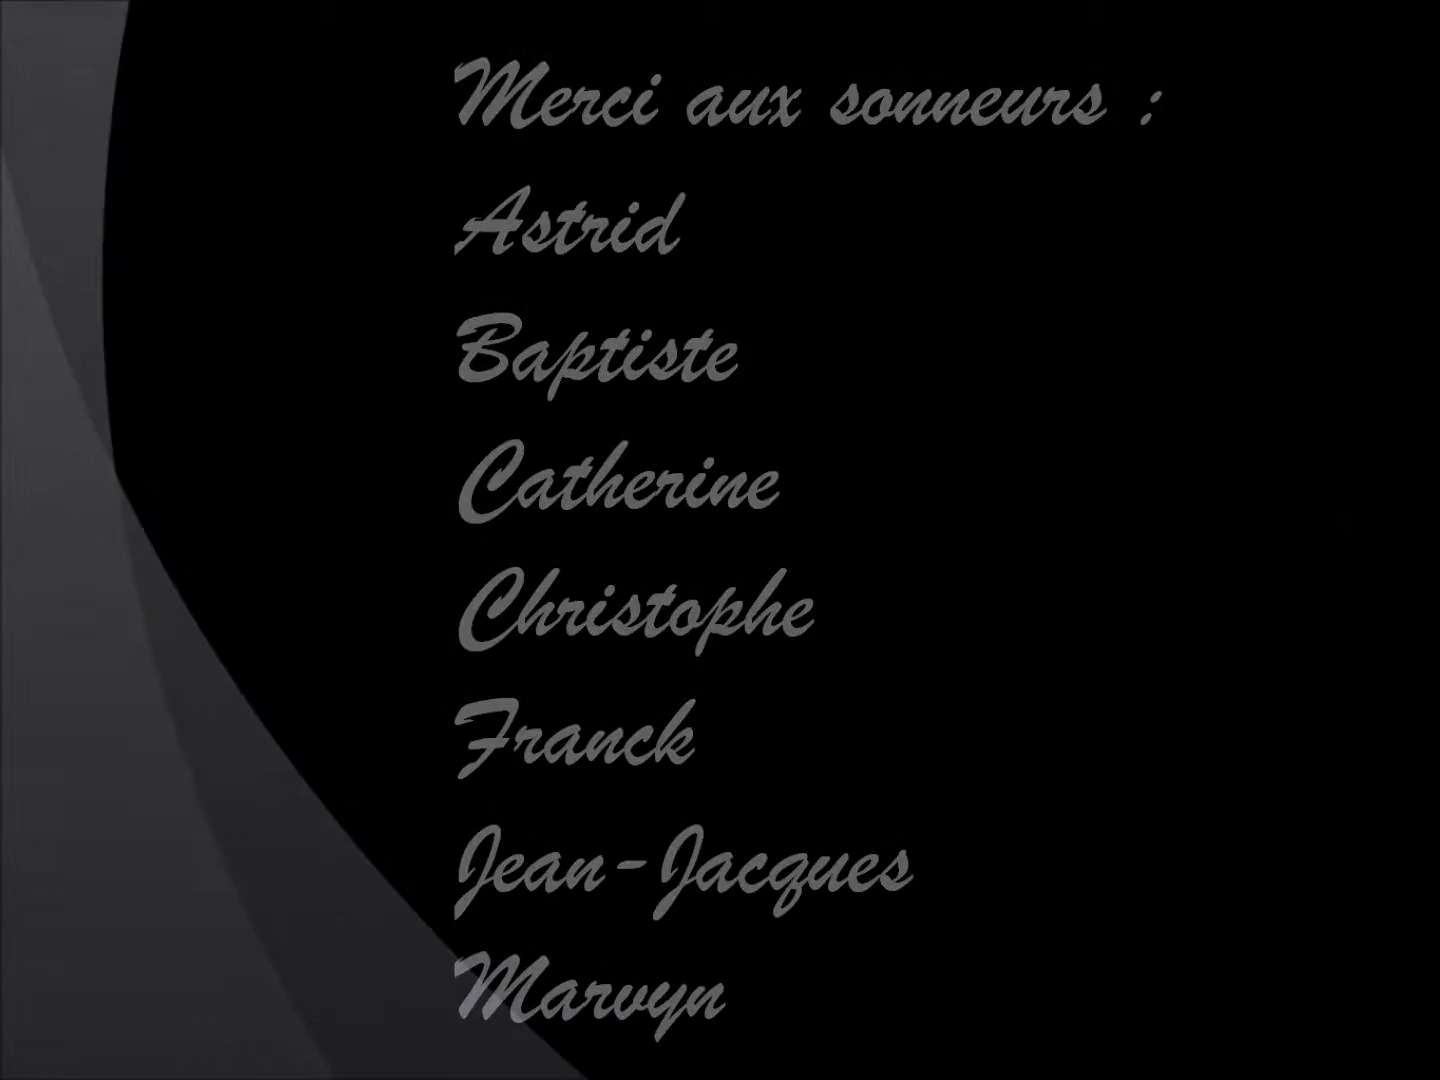 Merci aux sonneurs :
Astrid
Baptiste
Catherine
Christophe
Franck
Jean-Jacques
Marvyn